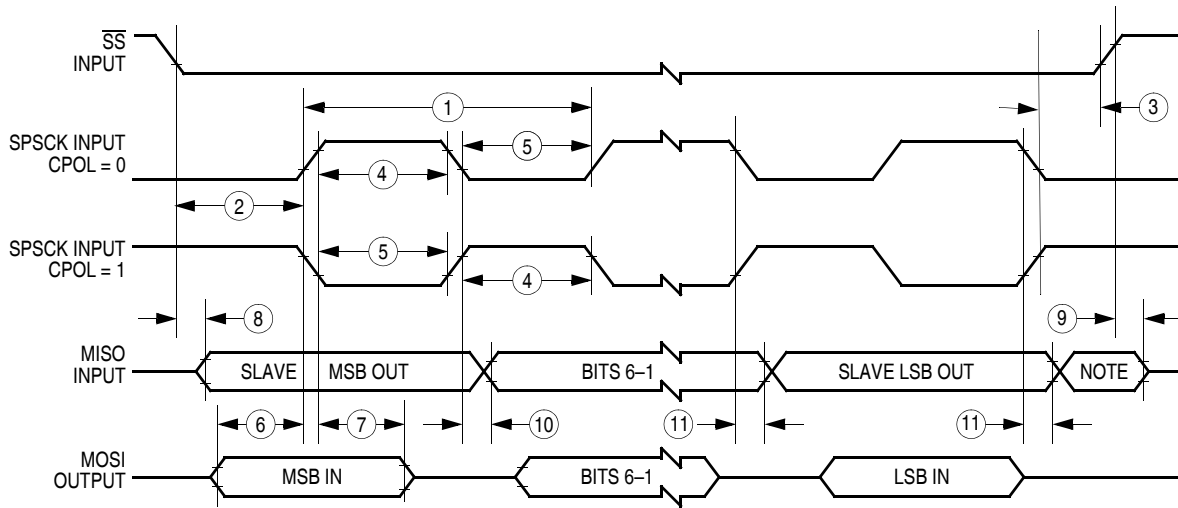 SS
INPUT
1
3
SPSCK INPUT
CPOL = 0
5
4
2
SPSCK INPUT
CPOL = 1
5
4
8
9
MISO
INPUT
SLAVE MSB OUT
BITS 6–1
SLAVE LSB OUT
NOTE
6
7
10
11
11
MOSI
OUTPUT
MSB IN
BITS 6–1
LSB IN